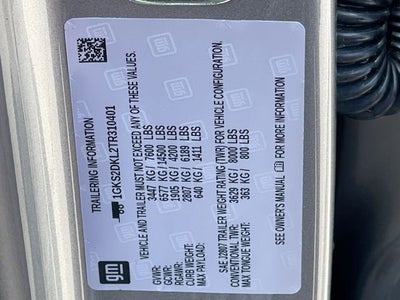 gm
TRAILERING INFORMATION
1GKS2DKL2TR310401
VEHICLE AND TRAILER MUST NOT EXCEED ANY OF THESE VALUES.
GVWR: 3447 KG/ 7600 LBS
GCWR: 6577 KG/ 14500 LBS
RGAWR: 1905 KG/ 4200 LBS
CURB WEIGHT: 2807 KG/ 6189 LBS
MAX PAYLOAD: 640 KG/ 1411 LBS
SAE J2807 TRAILER WEIGHT RATING (TWR) FOR VEHICLE CONFIGURATION.
CONVENTIONAL TWR: 3629 KG/ 8000 LBS
MAX TONGUE WEIGHT: 363 KG/ 801 LBS
SEE OWNER'S MANUAL FOR MORE INFORMATION